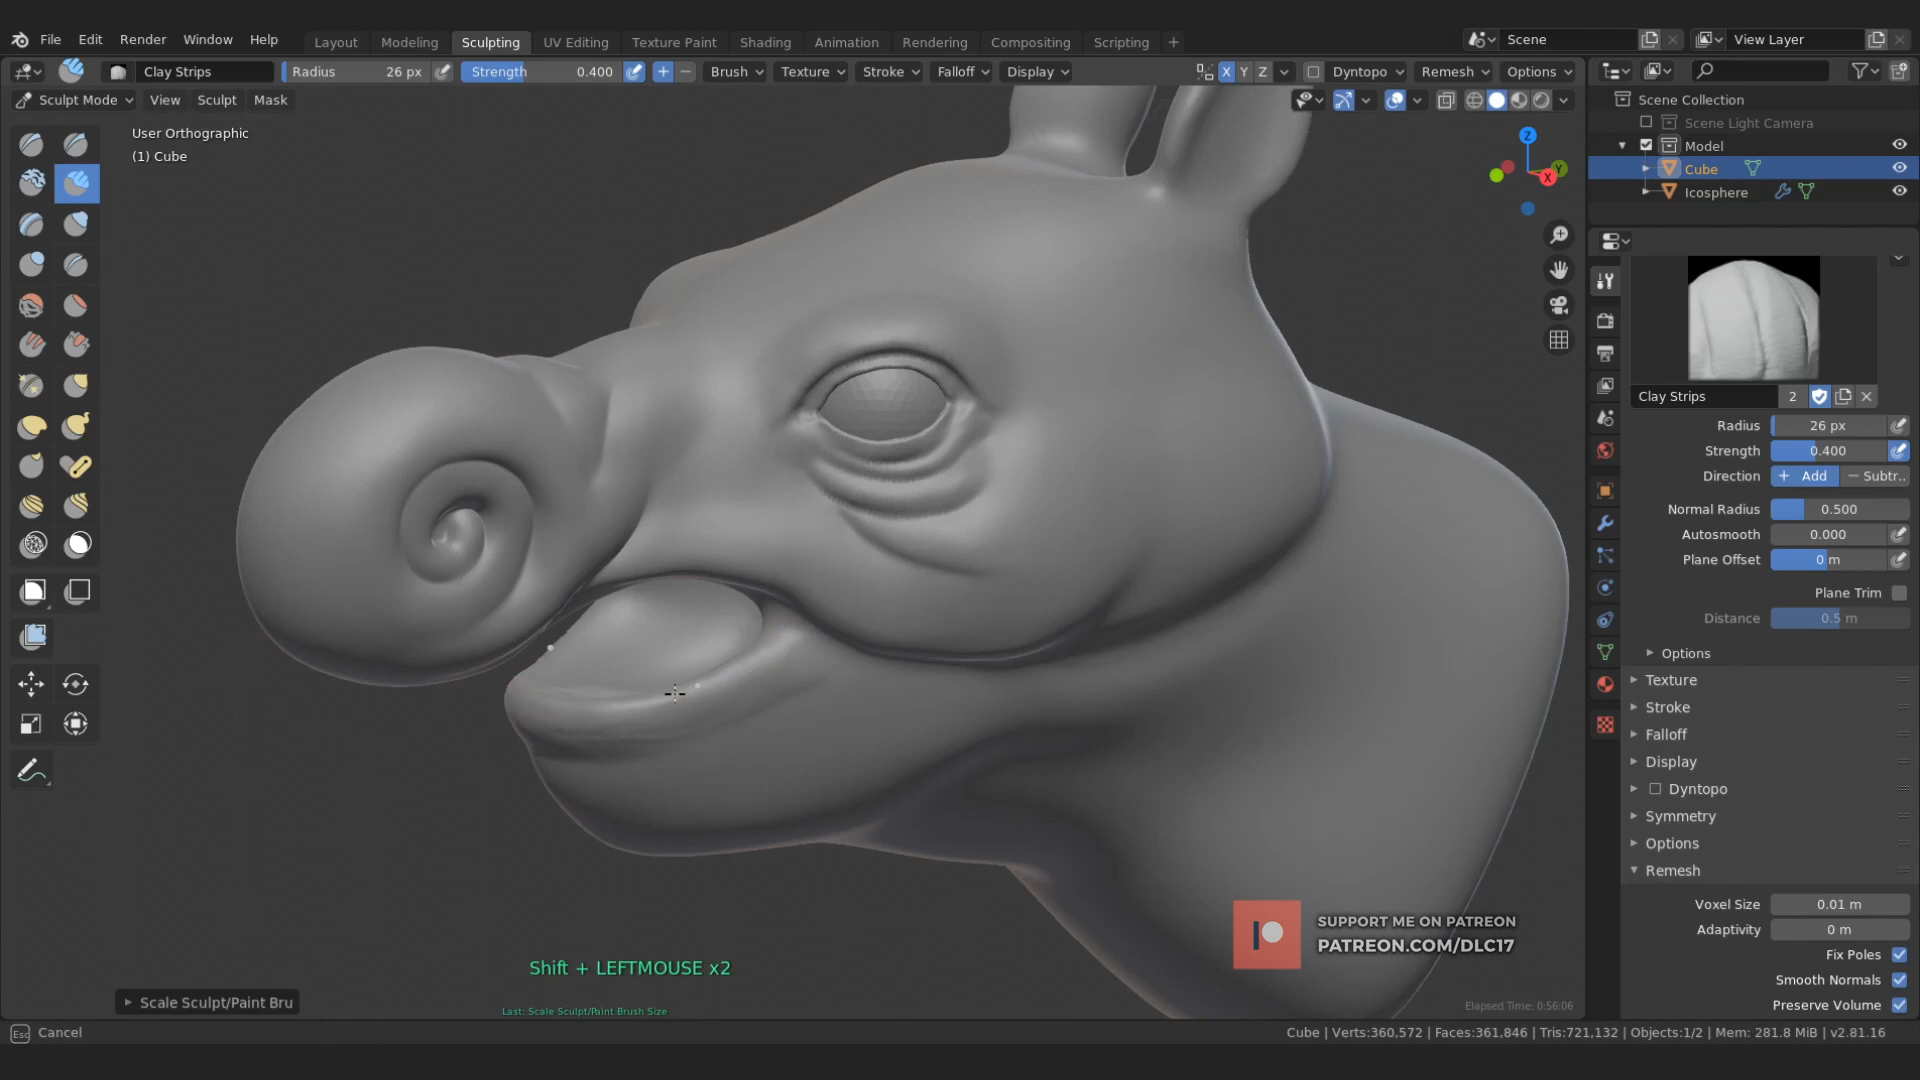 File Edit Render Window Help Layout Modeling Sculpting UV Editing Texture Paint Shading Animation Rendering Compositing Scripting + Scene View Layer
Clay Strips Radius 26 px Strength 0.400 Brush Texture Stroke Falloff Display X Y Z Dyntopo Remesh Options
Sculpt Mode View Sculpt Mask
User Orthographic
(1) Cube
Z
Y
X
Scene Collection
Scene Light Camera
Model
Cube
Icosphere
Clay Strips 2
Radius 26 px
Strength 0.400
Direction + Add − Subtr..
Normal Radius 0.500
Autosmooth 0.000
Plane Offset 0 m
Plane Trim
Distance 0.5 m
Options
Texture
Stroke
Falloff
Display
Dyntopo
Symmetry
Options
Remesh
Voxel Size 0.01 m
Adaptivity 0 m
Fix Poles
Smooth Normals
Preserve Volume
SUPPORT ME ON PATREON
PATREON.COM/DLC17
Shift + LEFTMOUSE x2
Scale Sculpt/Paint Bru
Last: Scale Sculpt/Paint Brush Size
Elapsed Time: 0:56:06
Esc Cancel
Cube | Verts:360,572 | Faces:361,846 | Tris:721,132 | Objects:1/2 | Mem: 281.8 MiB | v2.81.16